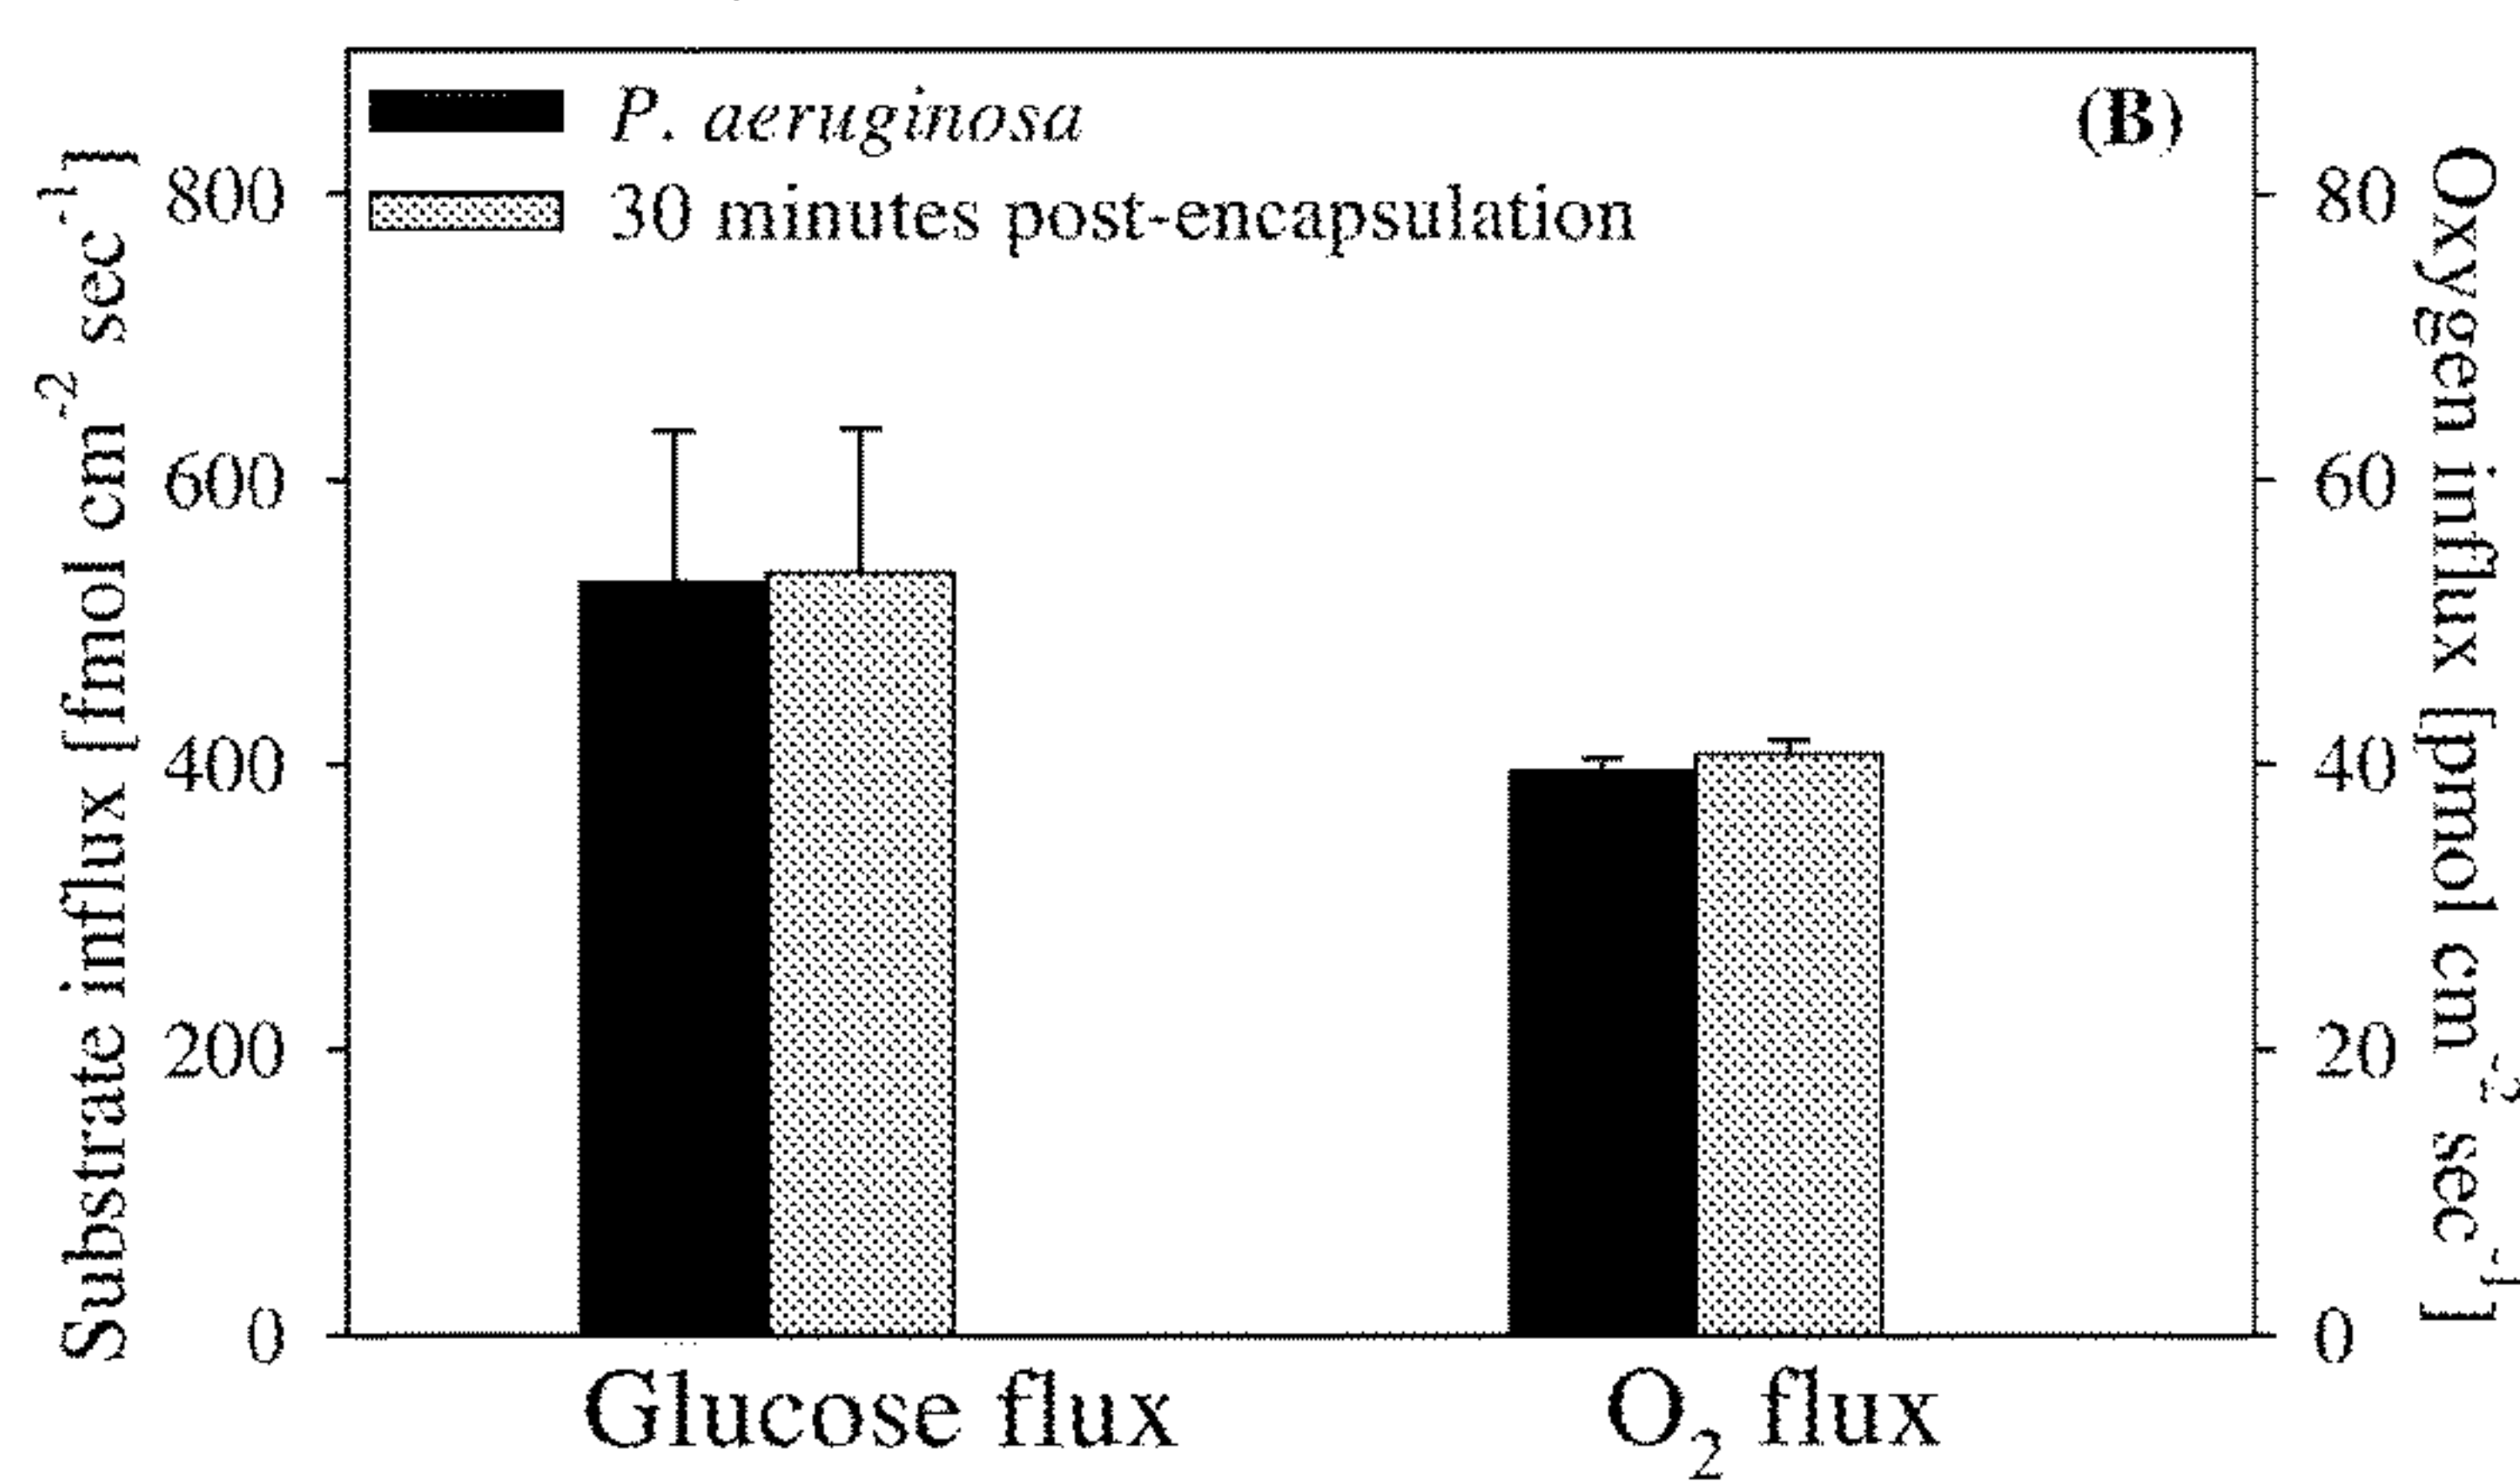 P. aeruginosa
(B)
30 minutes post-encapsulation
Substrate influx [fmol cm⁻² sec⁻¹]
800
600
400
200
0
80
60
40
20
0
Oxygen influx [pmol cm⁻² sec⁻¹]
Glucose flux
O₂ flux